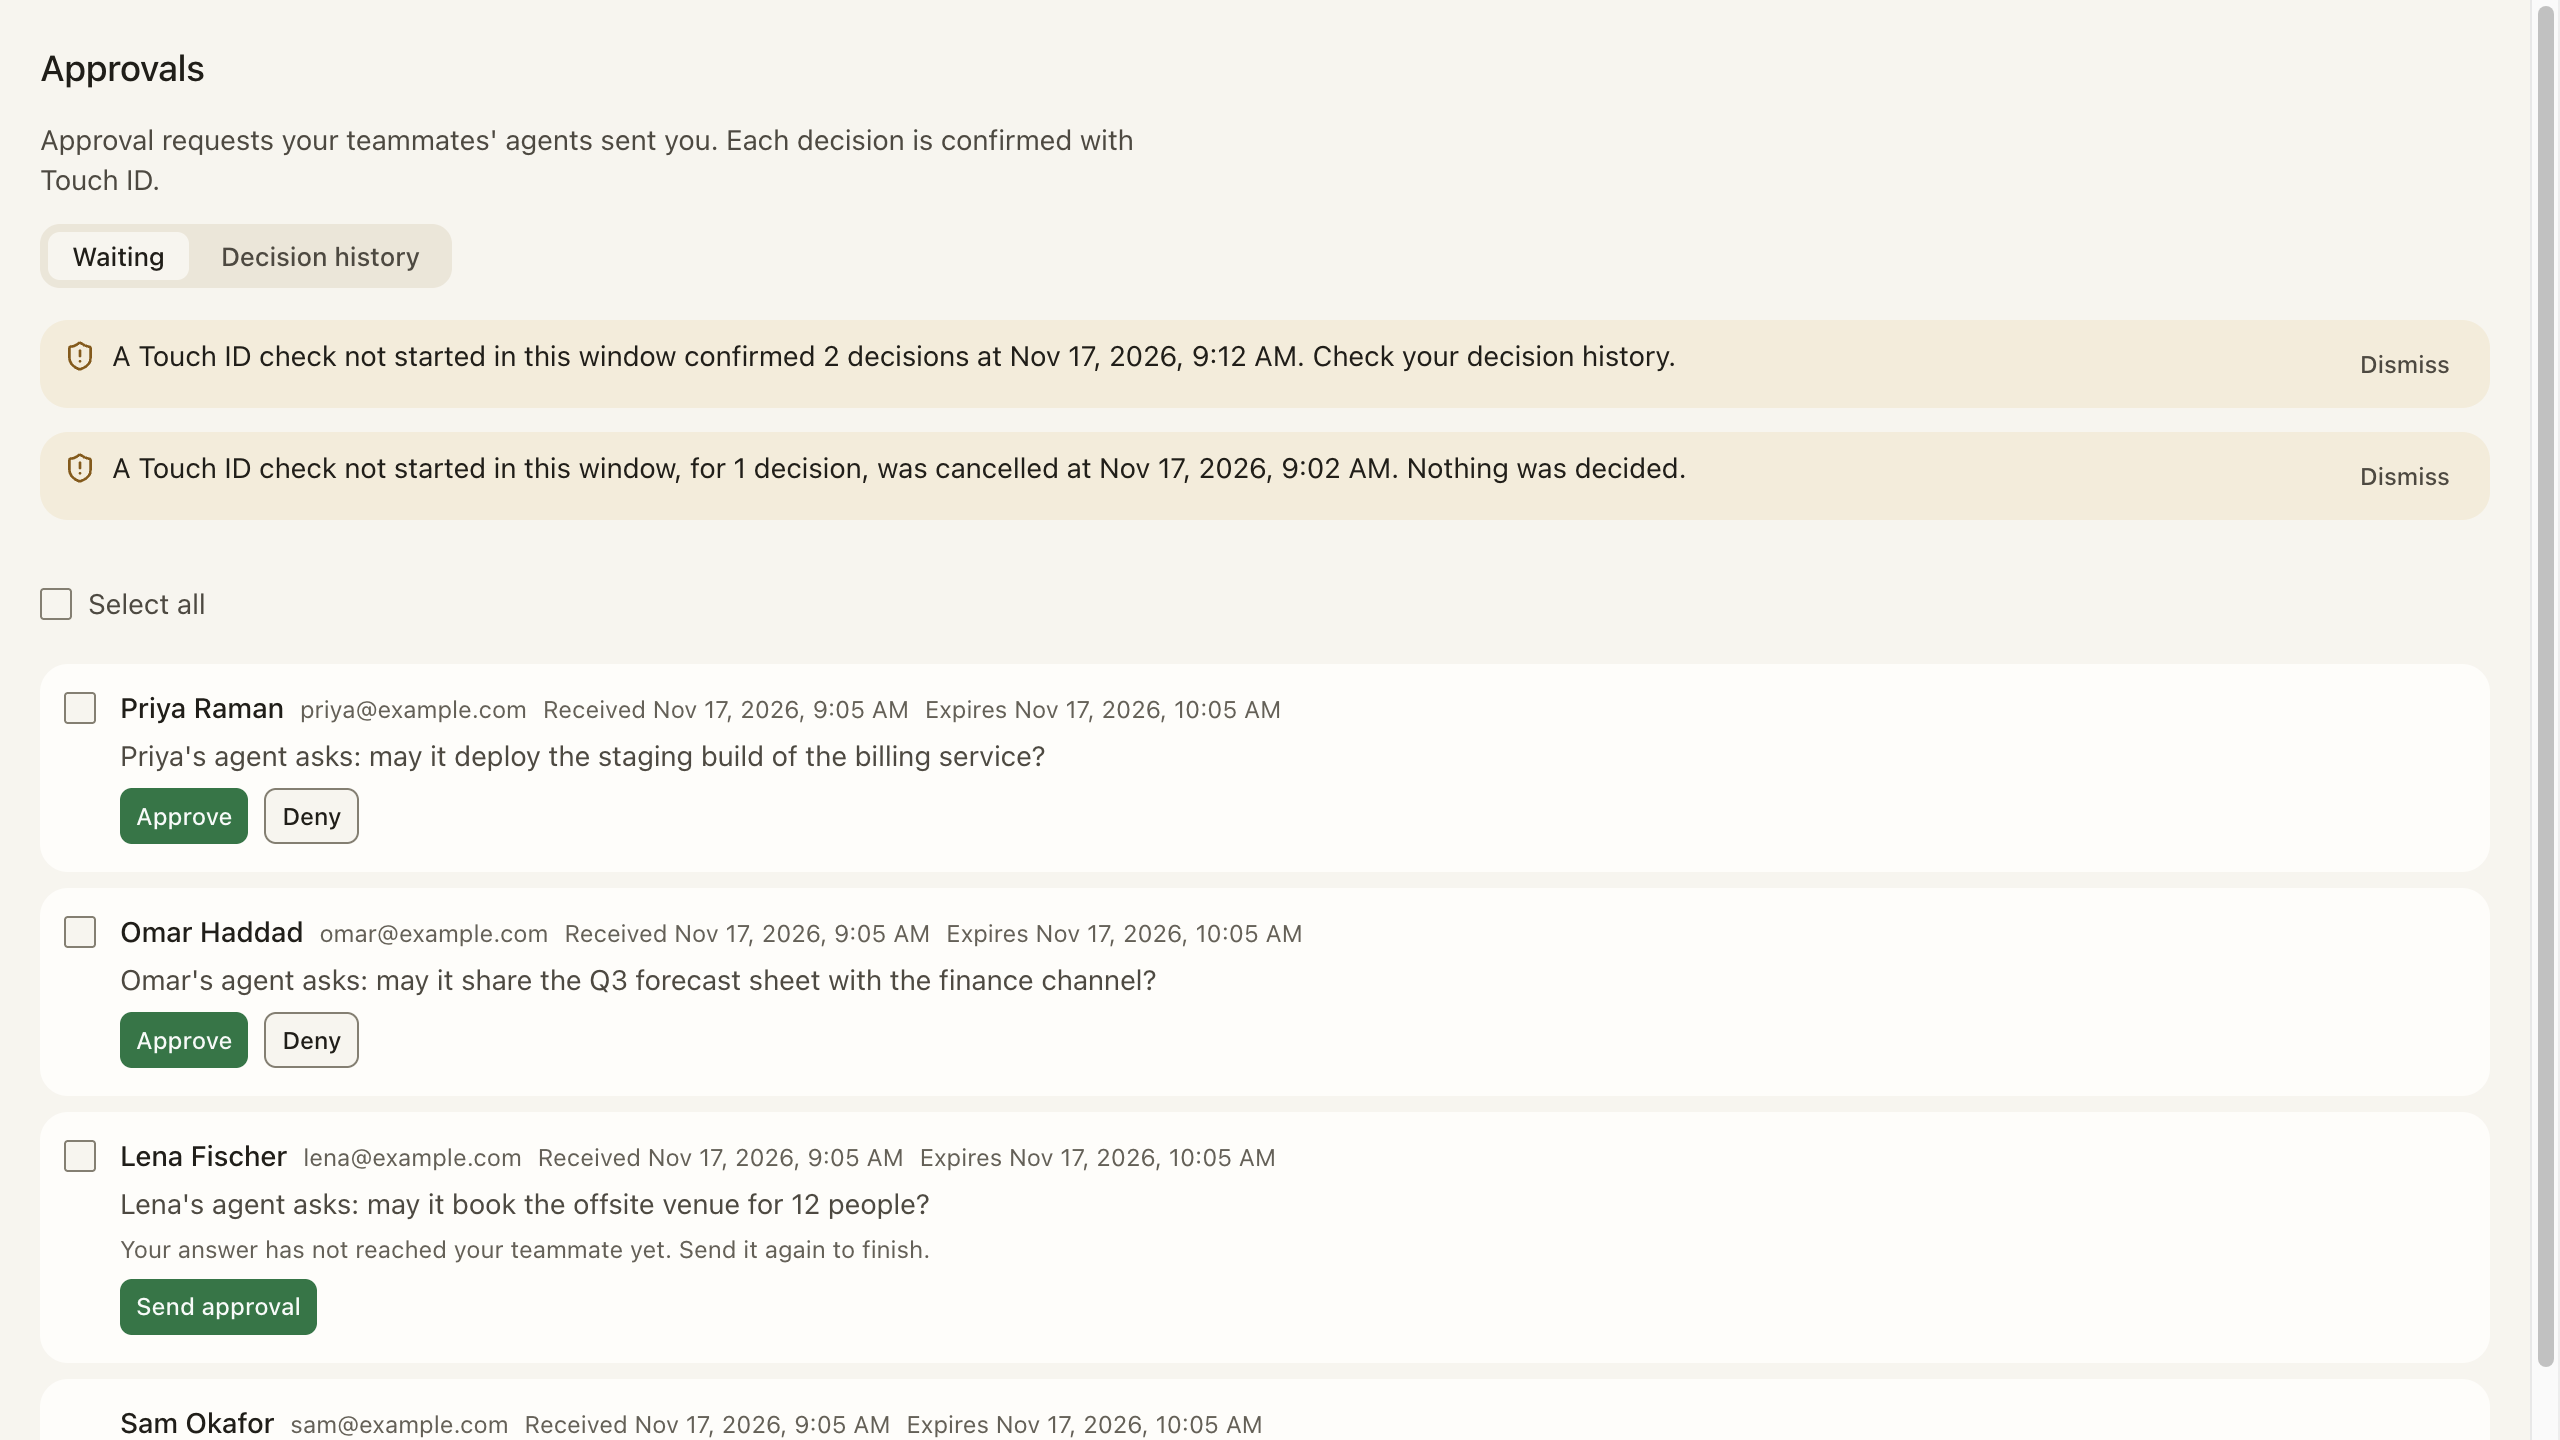 Approvals
Approval requests your teammates' agents sent you. Each decision is confirmed with
Touch ID.
Waiting
Decision history
A Touch ID check not started in this window confirmed 2 decisions at Nov 17, 2026, 9:12 AM. Check your decision history.
Dismiss
A Touch ID check not started in this window, for 1 decision, was cancelled at Nov 17, 2026, 9:02 AM. Nothing was decided.
Dismiss
Select all
Priya Raman priya@example.com Received Nov 17, 2026, 9:05 AM Expires Nov 17, 2026, 10:05 AM
Priya's agent asks: may it deploy the staging build of the billing service?
Approve Deny
Omar Haddad omar@example.com Received Nov 17, 2026, 9:05 AM Expires Nov 17, 2026, 10:05 AM
Omar's agent asks: may it share the Q3 forecast sheet with the finance channel?
Approve Deny
Lena Fischer lena@example.com Received Nov 17, 2026, 9:05 AM Expires Nov 17, 2026, 10:05 AM
Lena's agent asks: may it book the offsite venue for 12 people?
Your answer has not reached your teammate yet. Send it again to finish.
Send approval
Sam Okafor sam@example.com Received Nov 17, 2026, 9:05 AM Expires Nov 17, 2026, 10:05 AM